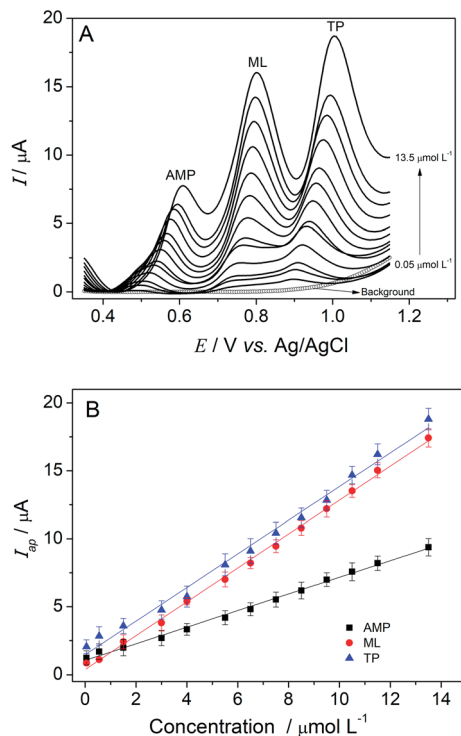 A
20
15
10
5
0
I / μA
AMP
ML
TP
13.5 μmol L⁻¹
0.05 μmol L⁻¹
Background
0.4 0.6 0.8 1.0 1.2
E / V vs. Ag/AgCl
B
20
15
10
5
0
I_ap / μA
AMP
ML
TP
0 2 4 6 8 10 12 14
Concentration / μmol L⁻¹